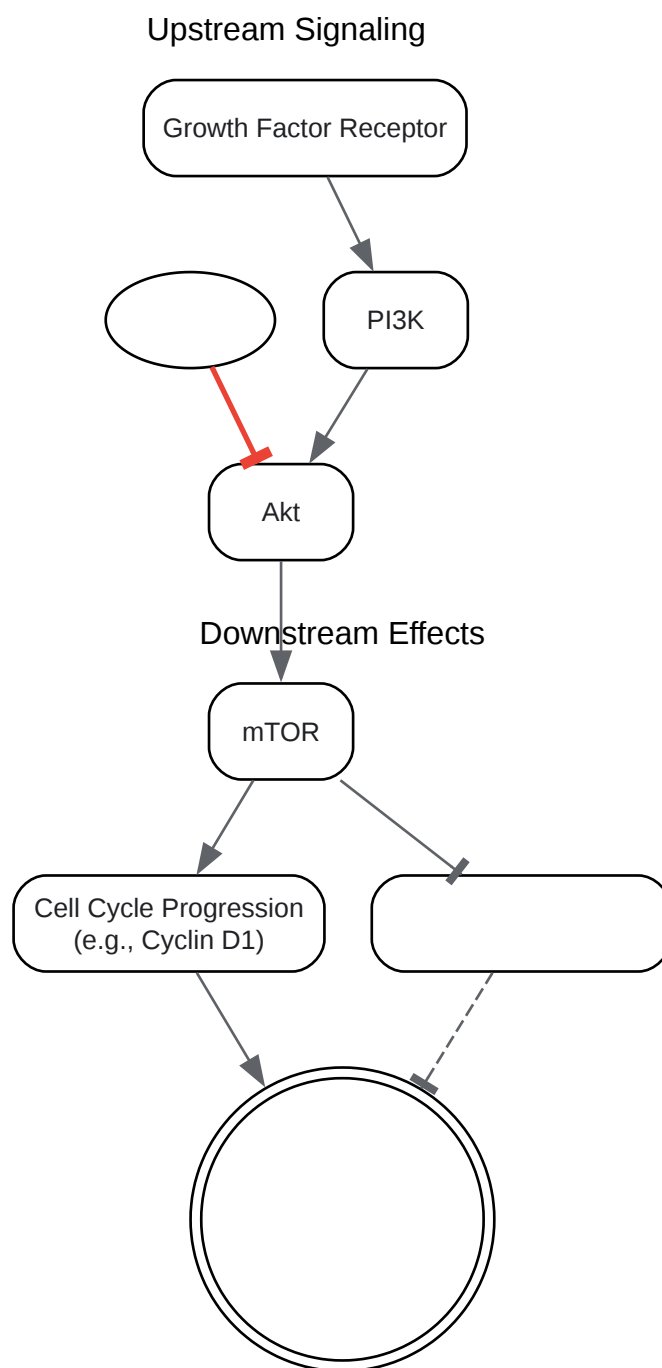 Upstream Signaling
Growth Factor Receptor
PI3K
Akt
Downstream Effects
mTOR
Cell Cycle Progression
(e.g., Cyclin D1)